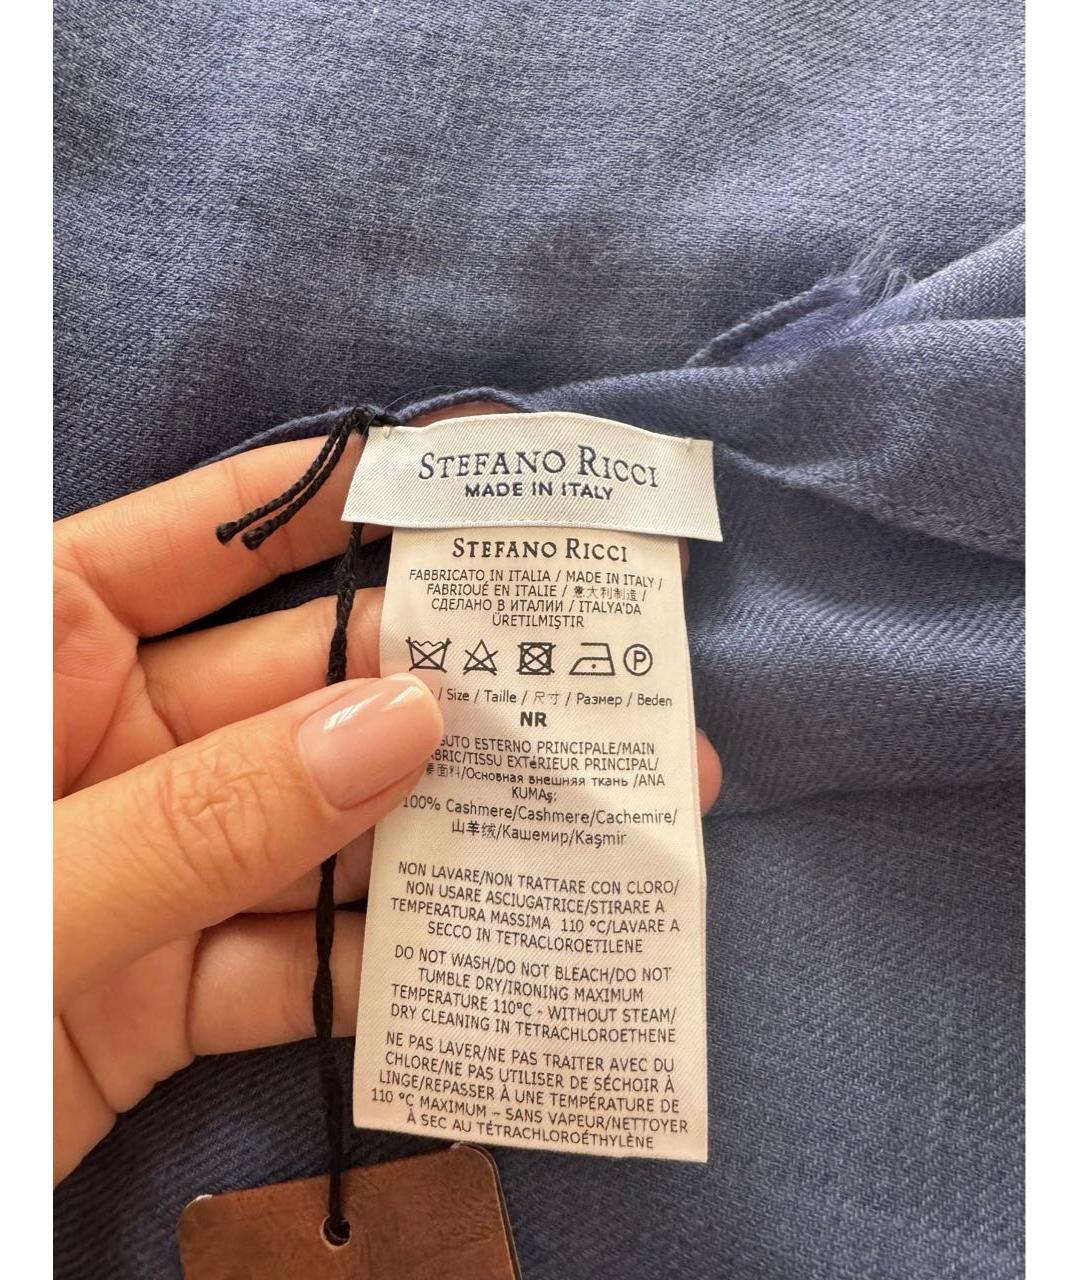 STEFANO RICCI
MADE IN ITALY
STEFANO RICCI
FABBRICATO IN ITALIA / MADE IN ITALY /
FABRIQUÉ EN ITALIE / 意大利制造 /
СДЕЛАНО В ИТАЛИИ / ITALYA'DA
ÜRETILMIŞTIR
P
/ Size / Taille / 尺寸 / Размер / Beden
NR
ESTERNO PRINCIPALE/MAIN
TISSU EXTéRIEUR PRINCIPAL/
面料/Основная внешняя ткань /ANA
KUMAş:
100% Cashmere/Cashmere/Cachemire/
山羊绒/Кашемир/Kaşmir
NON LAVARE/NON TRATTARE CON CLORO/
NON USARE ASCIUGATRICE/STIRARE A
TEMPERATURA MASSIMA 110 °C/LAVARE A
SECCO IN TETRACLOROETILENE
DO NOT WASH/DO NOT BLEACH/DO NOT
TUMBLE DRY/IRONING MAXIMUM
TEMPERATURE 110°C - WITHOUT STEAM/
DRY CLEANING IN TETRACHLOROETHENE
NE PAS LAVER/NE PAS TRAITER AVEC DU
CHLORE/NE PAS UTILISER DE SÉCHOIR À
LINGE/REPASSER À UNE TEMPÉRATURE DE
110 °C MAXIMUM – SANS VAPEUR/NETTOYER
À SEC AU TÉTRACHLOROÉTHYLÈNE